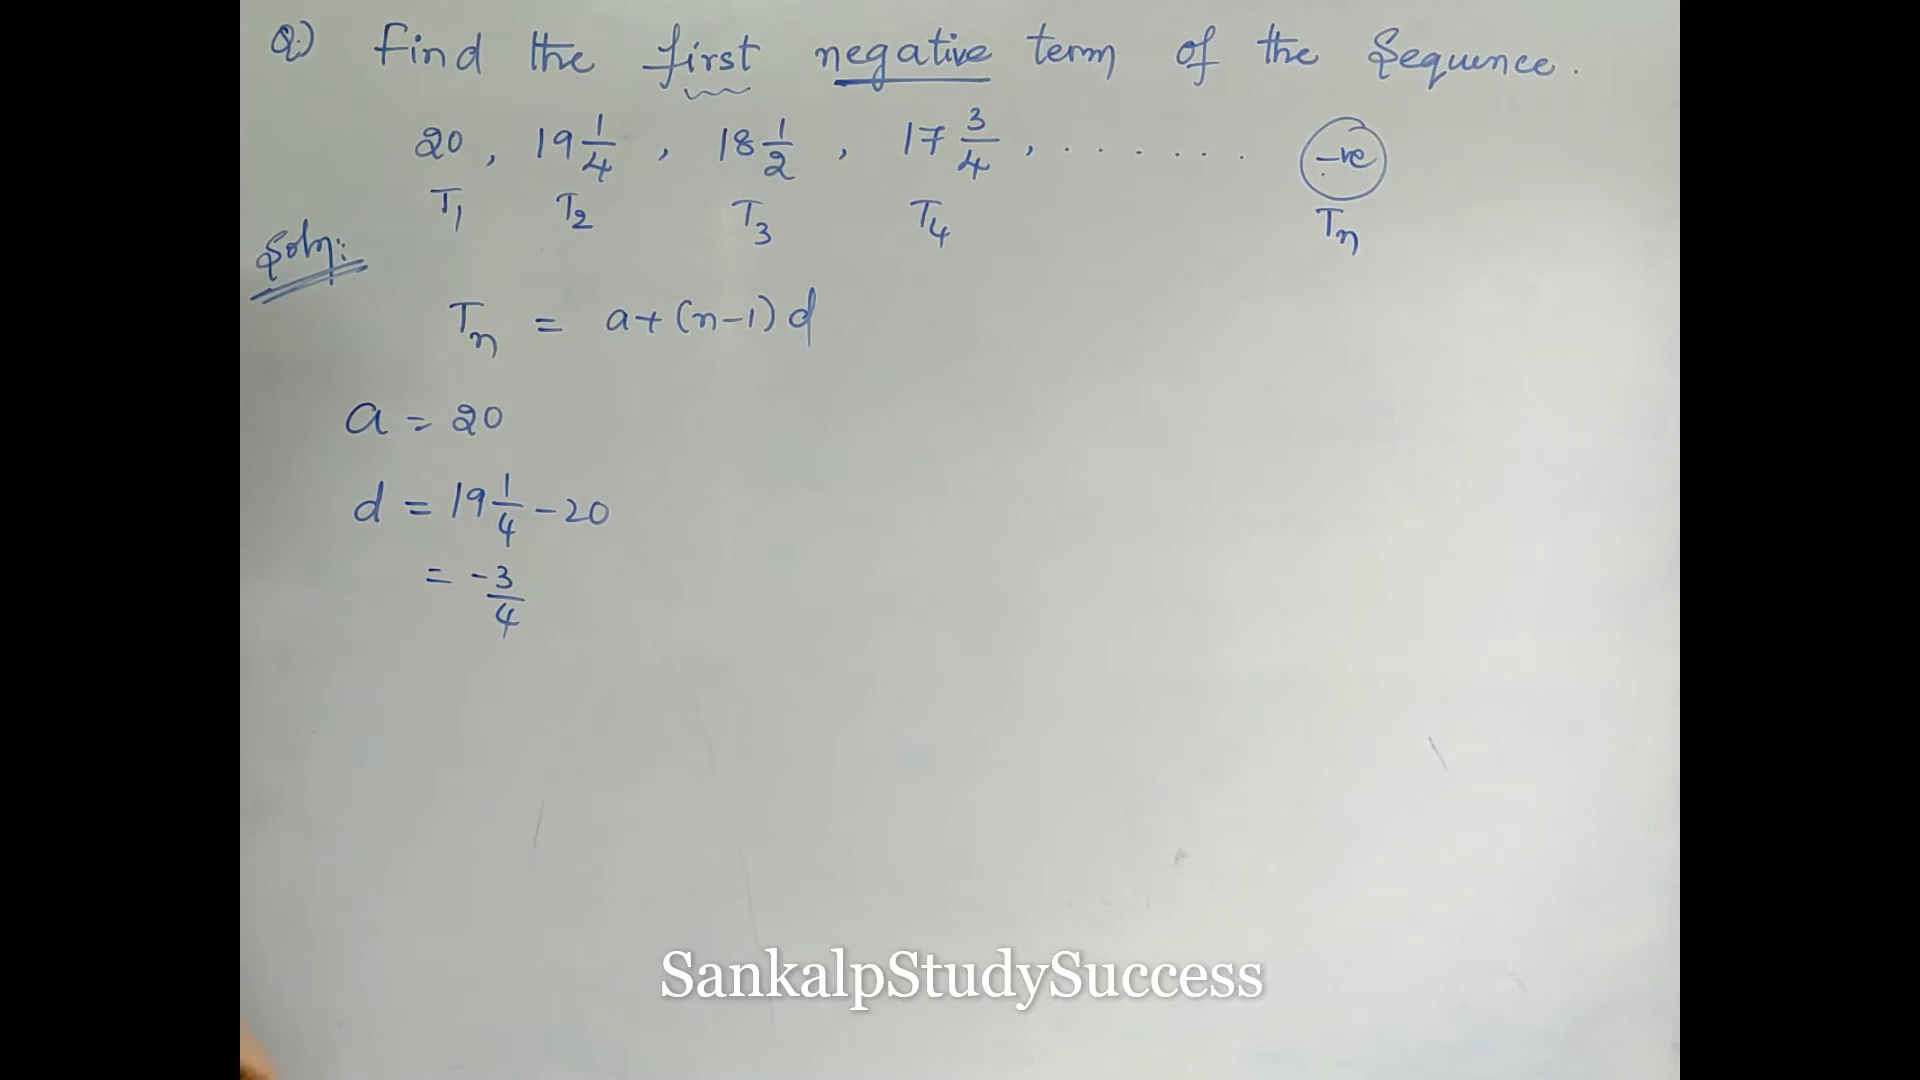 Q) Find the first negative term of the Sequence.
20, 19 1/4, 18 1/2, 17 3/4, ....... -ve
T1 T2 T3 T4 Tn
Soln:
Tn = a+(n-1)d
a = 20
d = 19 1/4 - 20
= -3/4
SankalpStudySuccess